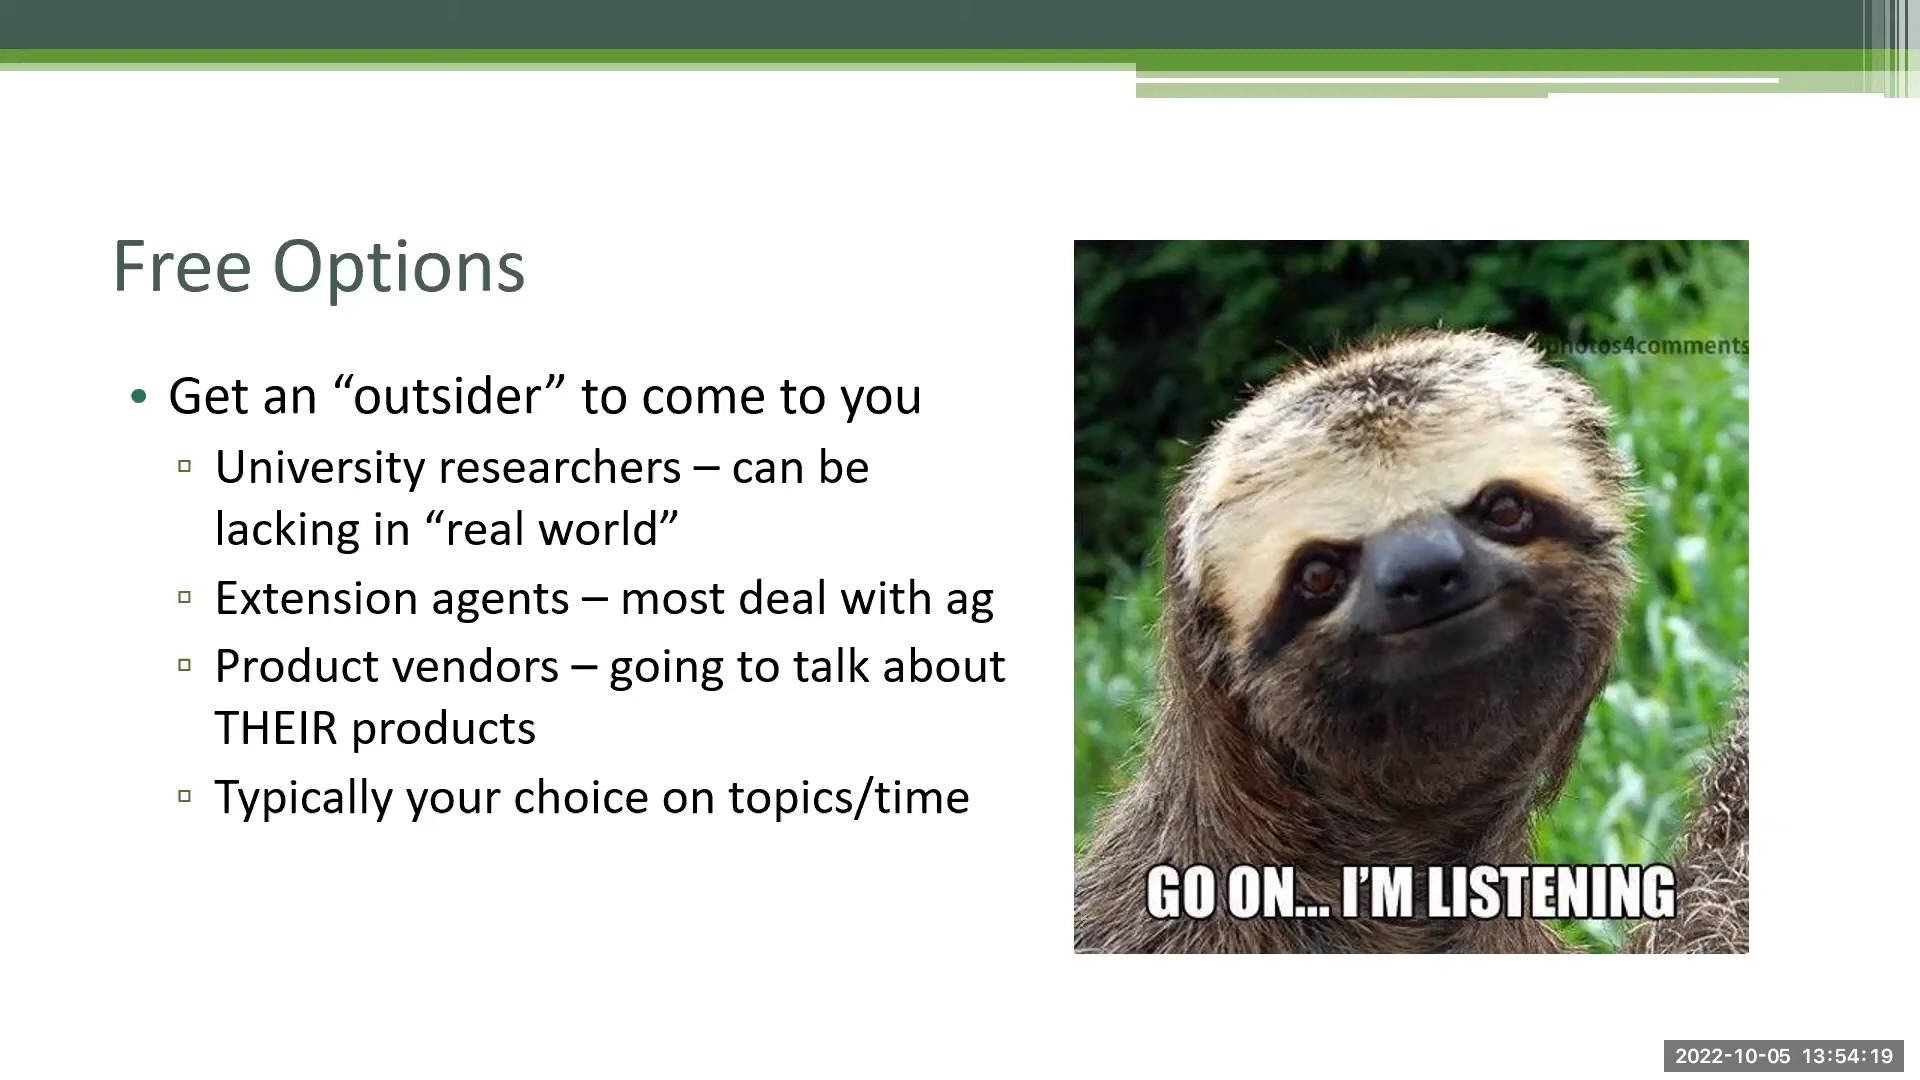 Free Options
• Get an “outsider” to come to you
▫ University researchers – can be
lacking in “real world”
▫ Extension agents – most deal with ag
▫ Product vendors – going to talk about
THEIR products
▫ Typically your choice on topics/time
photos4comments
GO ON... I'M LISTENING
2022-10-05 13:54:19